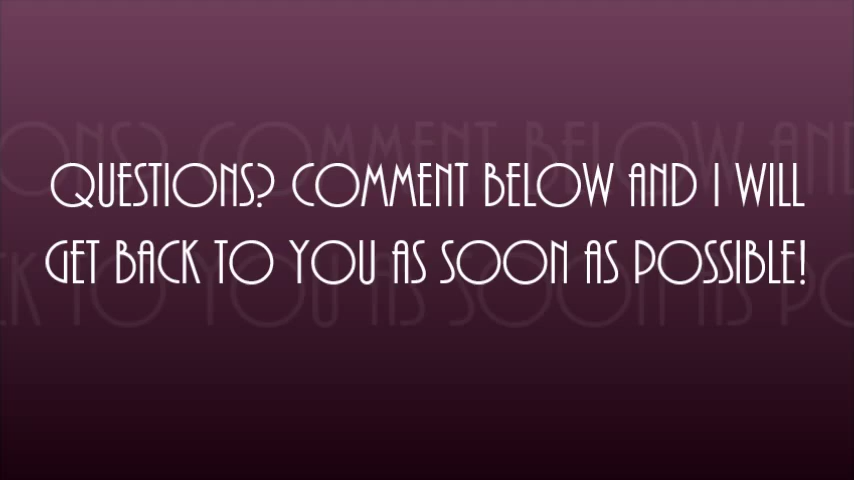 QUESTIONS? COMMENT BELOW AND I WILL
GET BACK TO YOU AS SOON AS POSSIBLE!